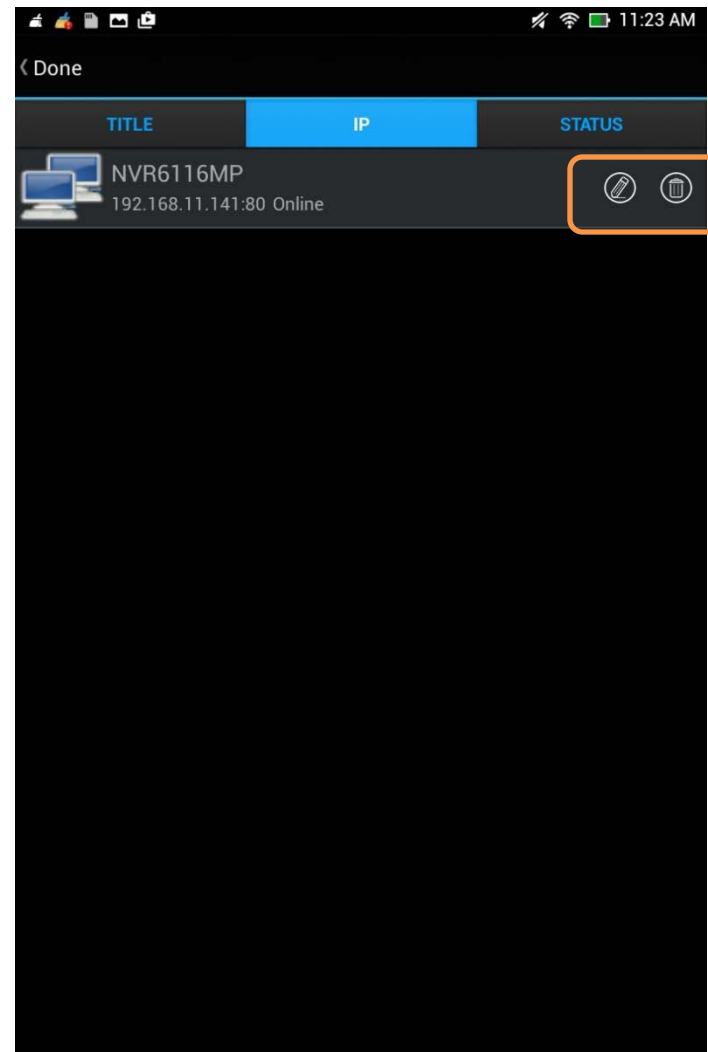 11:23 AM
Done
TITLE IP STATUS
NVR6116MP
192.168.11.141:80 Online